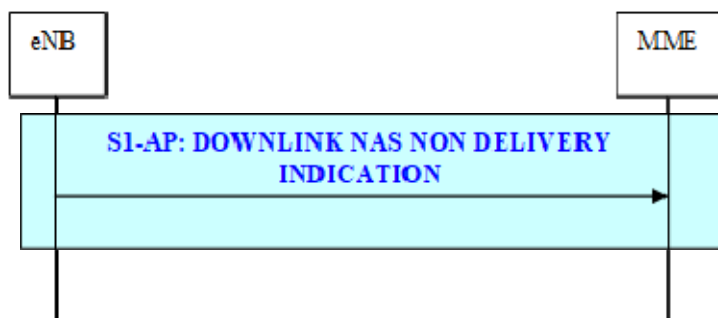 eNB
MME
S1-AP: DOWNLINK NAS NON DELIVERY
INDICATION